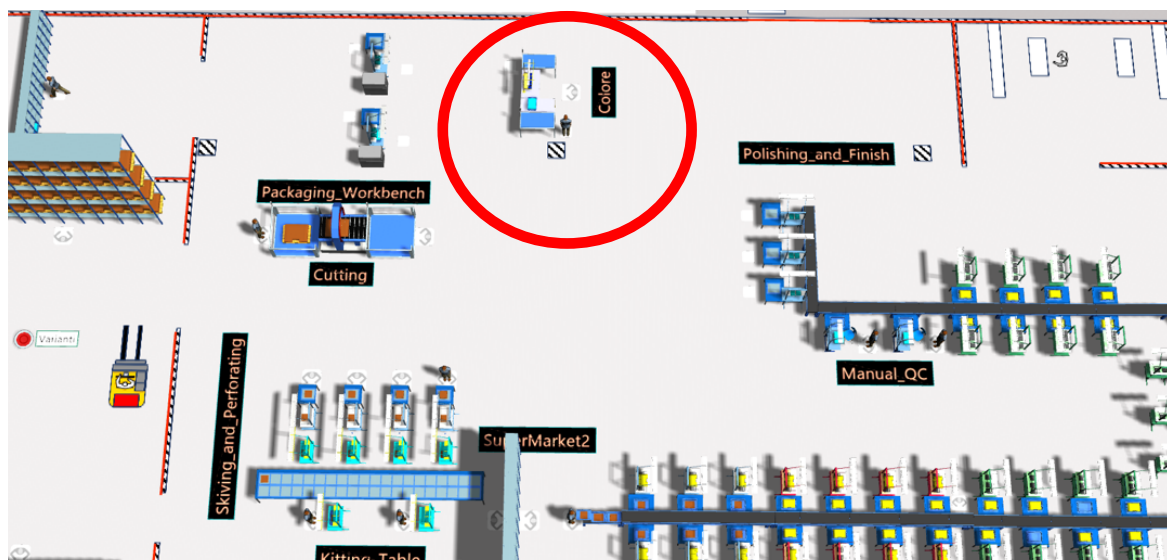 Colore
Polishing_and_Finish
Packaging_Workbench
Cutting
Varianti
Skiving_and_Perforating
Manual_QC
SuperMarket2
Kitting_Table